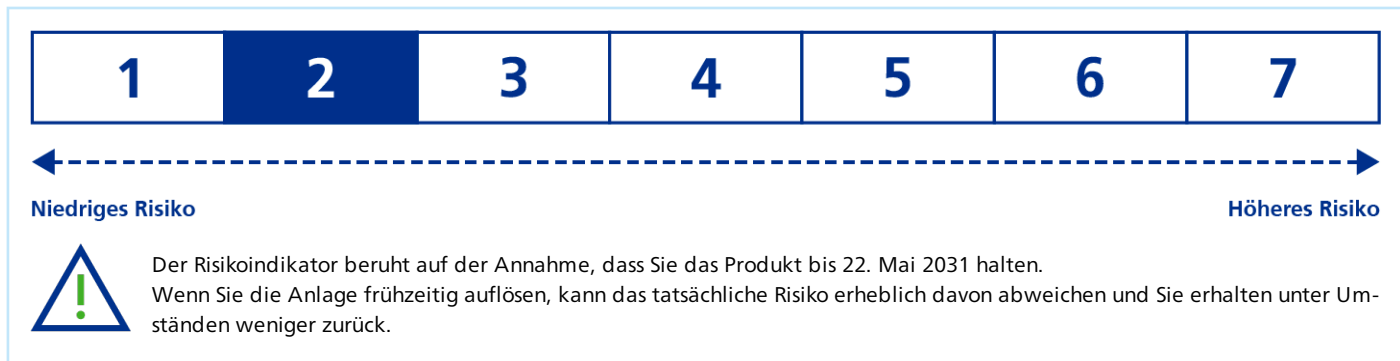 1 2 3 4 5 6 7
Niedriges Risiko Höheres Risiko
!
Der Risikoindikator beruht auf der Annahme, dass Sie das Produkt bis 22. Mai 2031 halten.
Wenn Sie die Anlage frühzeitig auflösen, kann das tatsächliche Risiko erheblich davon abweichen und Sie erhalten unter Um-
ständen weniger zurück.